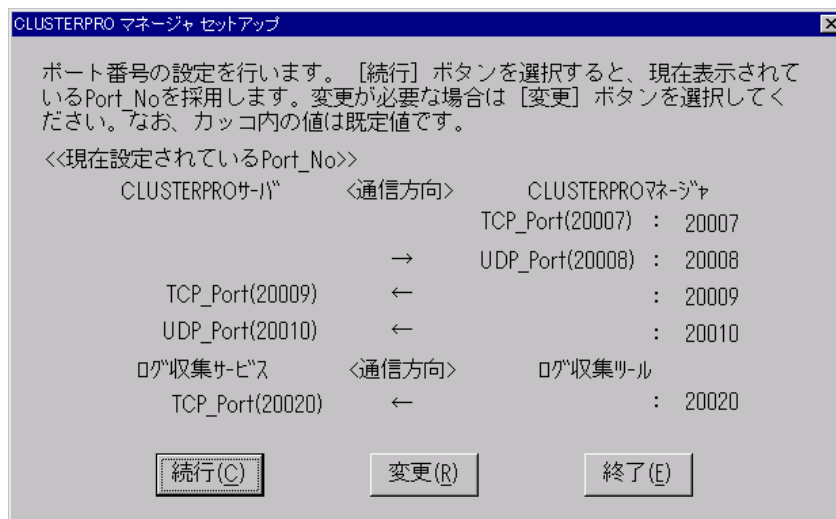 CLUSTERPRO マネージャ セットアップ
ポート番号の設定を行います。［続行］ボタンを選択すると、現在表示されて
いるPort_Noを採用します。変更が必要な場合は［変更］ボタンを選択してく
ださい。なお、カッコ内の値は既定値です。
<<現在設定されているPort_No>>
CLUSTERPROｻｰﾊﾞ <通信方向> CLUSTERPROﾏﾈｰｼﾞｬ
TCP_Port(20007) : 20007
→ UDP_Port(20008) : 20008
TCP_Port(20009) ← : 20009
UDP_Port(20010) ← : 20010
ﾛｸﾞ収集ｻｰﾋﾞｽ <通信方向> ﾛｸﾞ収集ﾂｰﾙ
TCP_Port(20020) ← : 20020
続行(C) 変更(R) 終了(E)